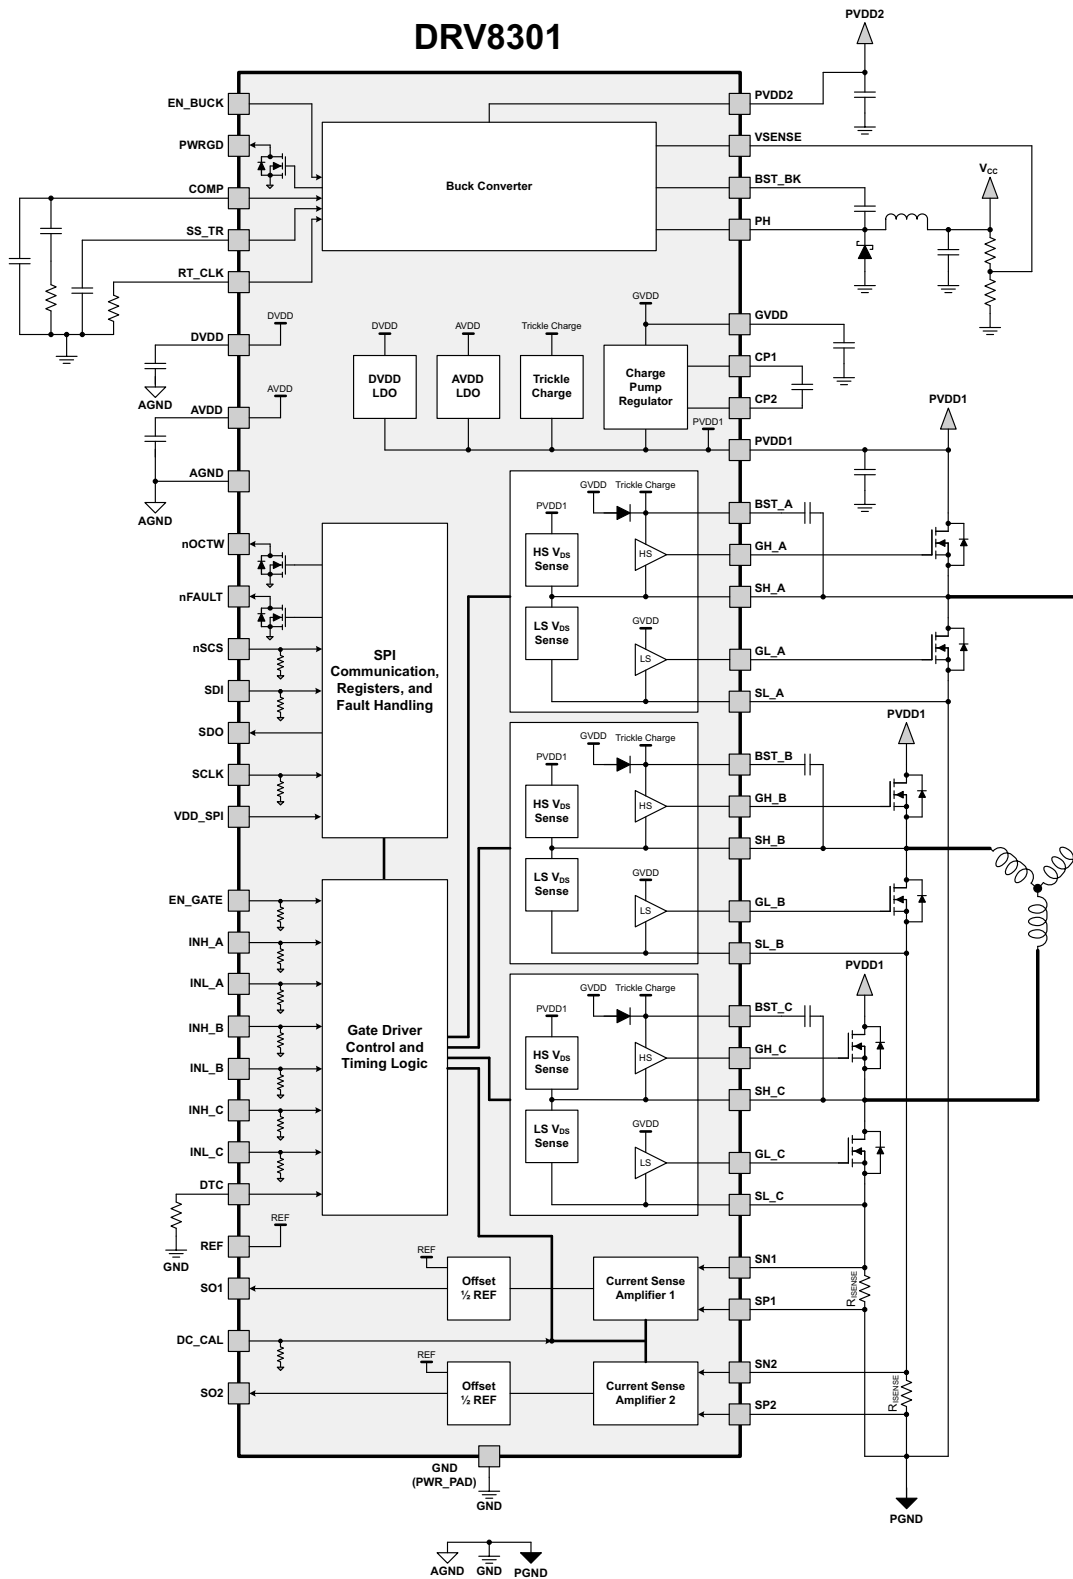 DRV8301
PVDD2
EN_BUCK
PWRGD
COMP
SS_TR
RT_CLK
Buck Converter
PVDD2
VSENSE
BST_BK
PH
VCC
DVDD
DVDD
AGND
AVDD
AVDD
AGND
AGND
DVDD
DVDD
LDO
AVDD
AVDD
LDO
Trickle Charge
Trickle
Charge
GVDD
Charge
Pump
Regulator
PVDD1
GVDD
CP1
CP2
PVDD1
PVDD1
nOCTW
nFAULT
nSCS
SDI
SDO
SCLK
VDD_SPI
SPI
Communication,
Registers, and
Fault Handling
GVDD
Trickle Charge
PVDD1
HS VDS
Sense
HS
LS VDS
Sense
GVDD
LS
BST_A
GH_A
SH_A
GL_A
SL_A
PVDD1
GVDD
Trickle Charge
PVDD1
HS VDS
Sense
HS
LS VDS
Sense
GVDD
LS
BST_B
GH_B
SH_B
GL_B
SL_B
EN_GATE
INH_A
INL_A
INH_B
INL_B
INH_C
INL_C
DTC
GND
Gate Driver
Control and
Timing Logic
PVDD1
GVDD
Trickle Charge
PVDD1
HS VDS
Sense
HS
LS VDS
Sense
GVDD
LS
BST_C
GH_C
SH_C
GL_C
SL_C
REF
REF
SO1
DC_CAL
SO2
REF
Offset
½ REF
Current Sense
Amplifier 1
SN1
SP1
RISENSE
REF
Offset
½ REF
Current Sense
Amplifier 2
SN2
SP2
RISENSE
GND
(PWR_PAD)
GND
PGND
AGND
GND
PGND